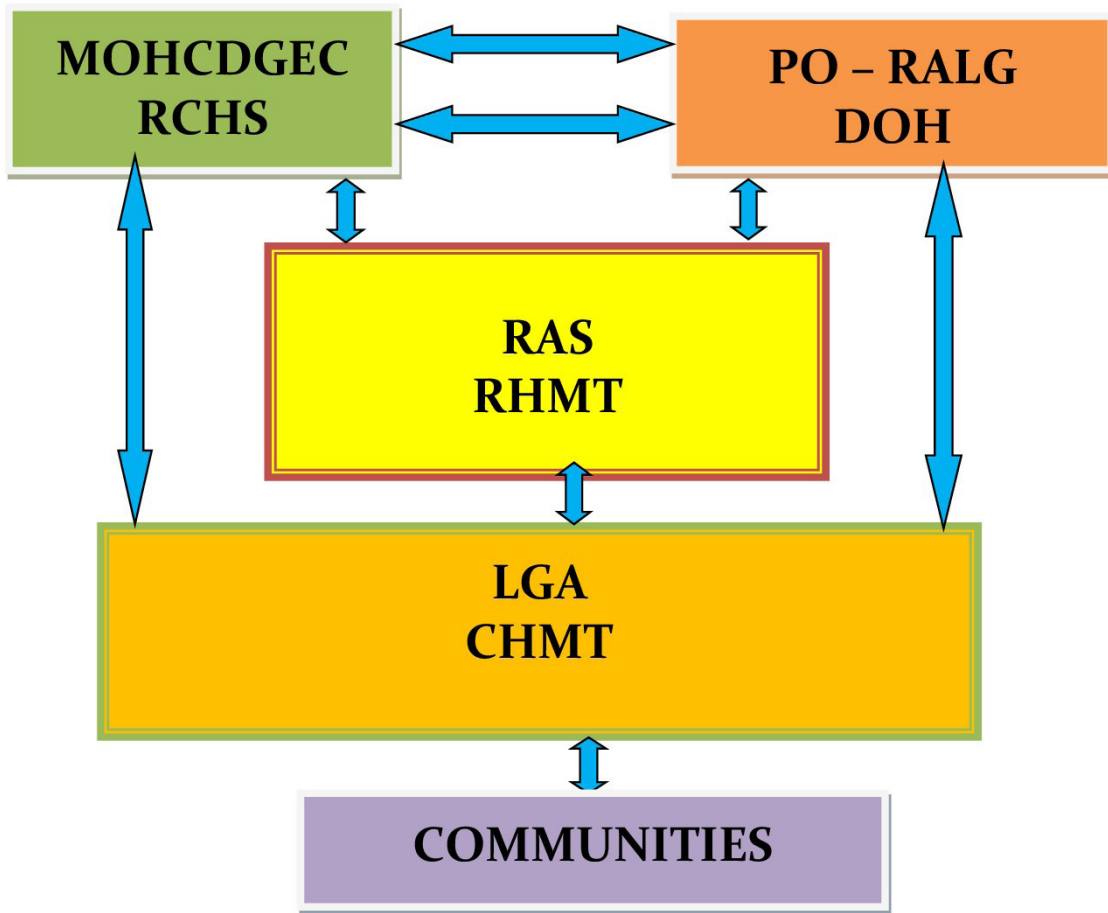 MOHCDGEC
RCHS
PO – RALG
DOH
RAS
RHMT
LGA
CHMT
COMMUNITIES